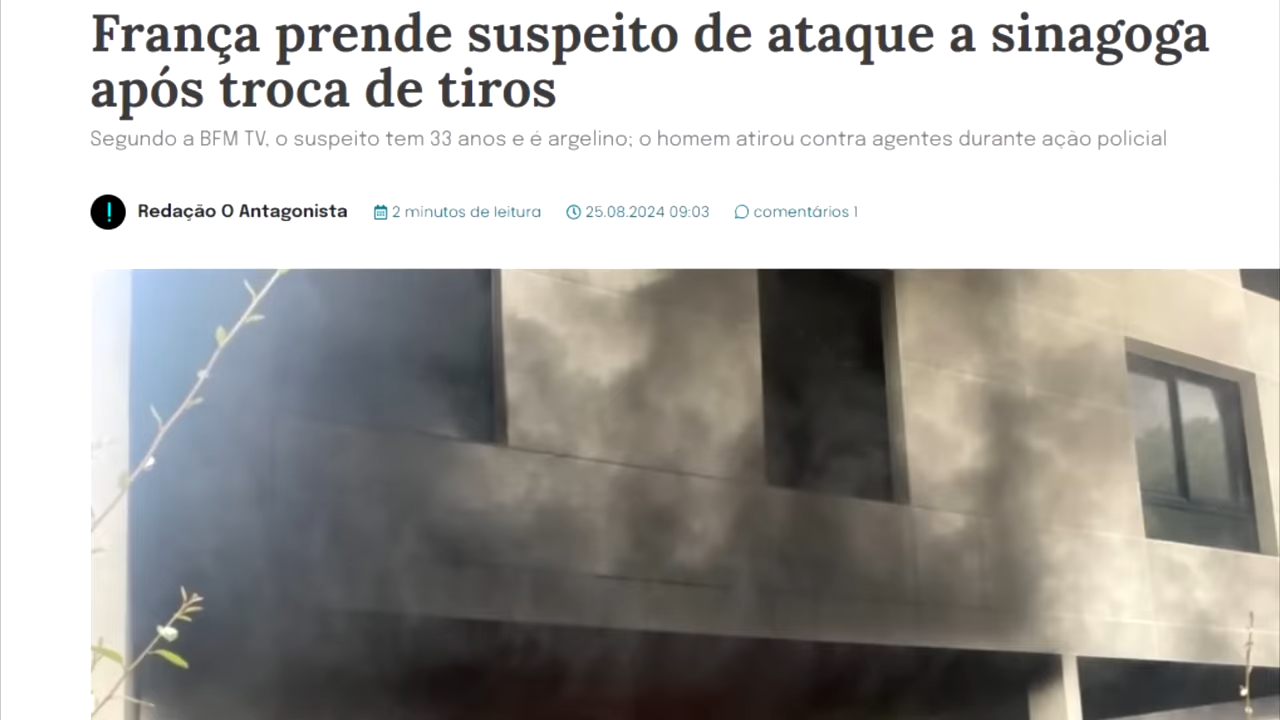 França prende suspeito de ataque a sinagoga
após troca de tiros
Segundo a BFM TV, o suspeito tem 33 anos e é argelino; o homem atirou contra agentes durante ação policial
Redação O Antagonista 2 minutos de leitura 25.08.2024 09:03 comentários 1